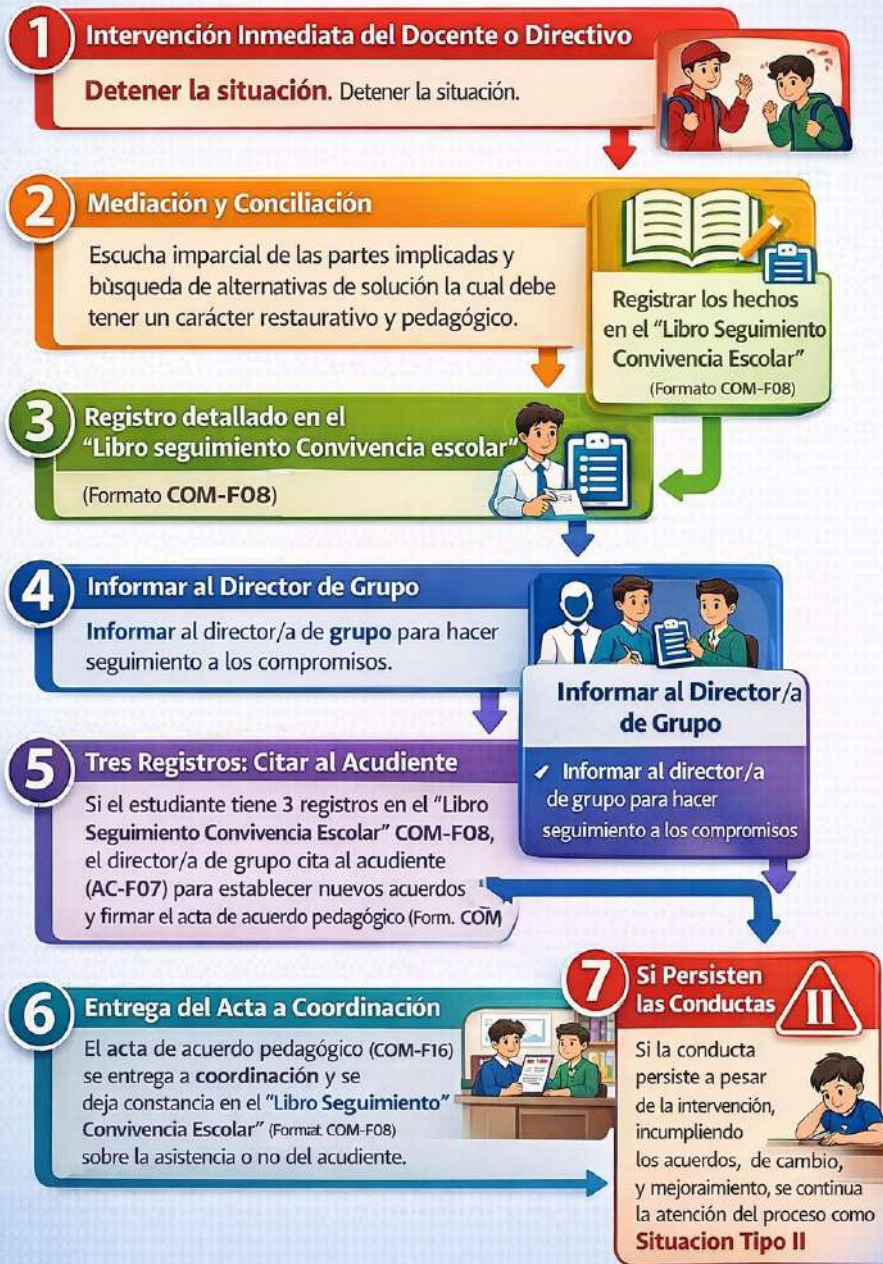 1
Intervención Inmediata del Docente o Directivo
Detener la situación. Detener la situación.
2
Mediación y Conciliación
Escucha imparcial de las partes implicadas y
bùsqueda de alternativas de solución la cual debe
tener un carácter restaurativo y pedagógico.
Registrar los hechos
en el “Libro Seguimiento
Convivencia Escolar”
(Formato COM-F08)
3
Registro detallado en el
“Libro seguimiento Convivencia escolar”
(Formato COM-F08)
4
Informar al Director de Grupo
Informar al director/a de grupo para hacer
seguimiento a los compromisos.
Informar al Director/a
de Grupo
✓ Informar al director/a
de grupo para hacer
seguimiento a los compromisos
5
Tres Registros: Citar al Acudiente
Si el estudiante tiene 3 registros en el “Libro
Seguimiento Convivencia Escolar” COM-F08,
el director/a de grupo cita al acudiente
(AC-F07) para establecer nuevos acuerdos
y firmar el acta de acuerdo pedagógico (Form. COM)
6
Entrega del Acta a Coordinación
El acta de acuerdo pedagógico (COM-F16)
se entrega a coordinación y se
deja constancia en el “Libro Seguimiento”
Convivencia Escolar” (Format COM-F08)
sobre la asistencia o no del acudiente.
7
Si Persisten
las Conductas
II
Si la conducta
persiste a pesar
de la intervención,
incumpliendo
los acuerdos, de cambio,
y mejoraimiento, se continua
la atención del proceso como
Situacion Tipo II